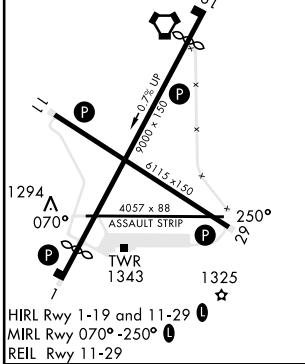 19
P
0.7% UP
9000 x 150
P
11
6115 x150
1294
070°
4057 x 88
ASSAULT STRIP
250°
29
P
P
TWR
1343
1325
1
HIRL Rwy 1-19 and 11-29 L
MIRL Rwy 070°-250° L
REIL Rwy 11-29